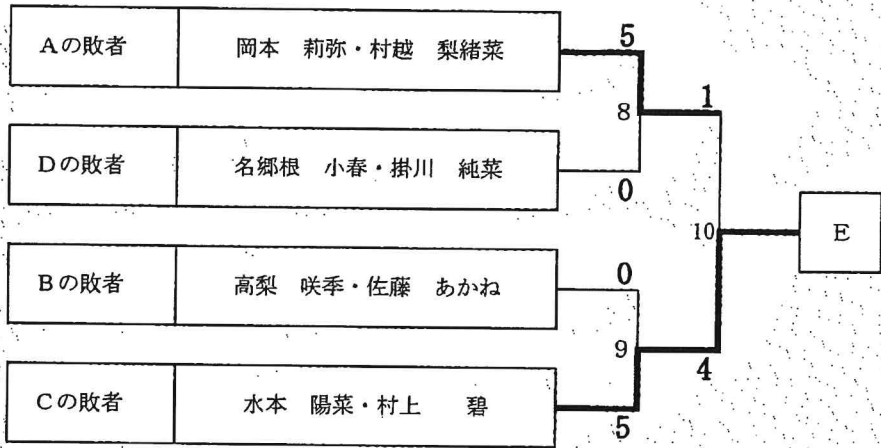 Aの敗者 岡本 莉弥・村越 梨緒菜 5
8 1
Dの敗者 名郷根 小春・掛川 純菜 0
10 E
Bの敗者 高梨 咲季・佐藤 あかね 0
9 4
Cの敗者 水本 陽菜・村上 碧 5